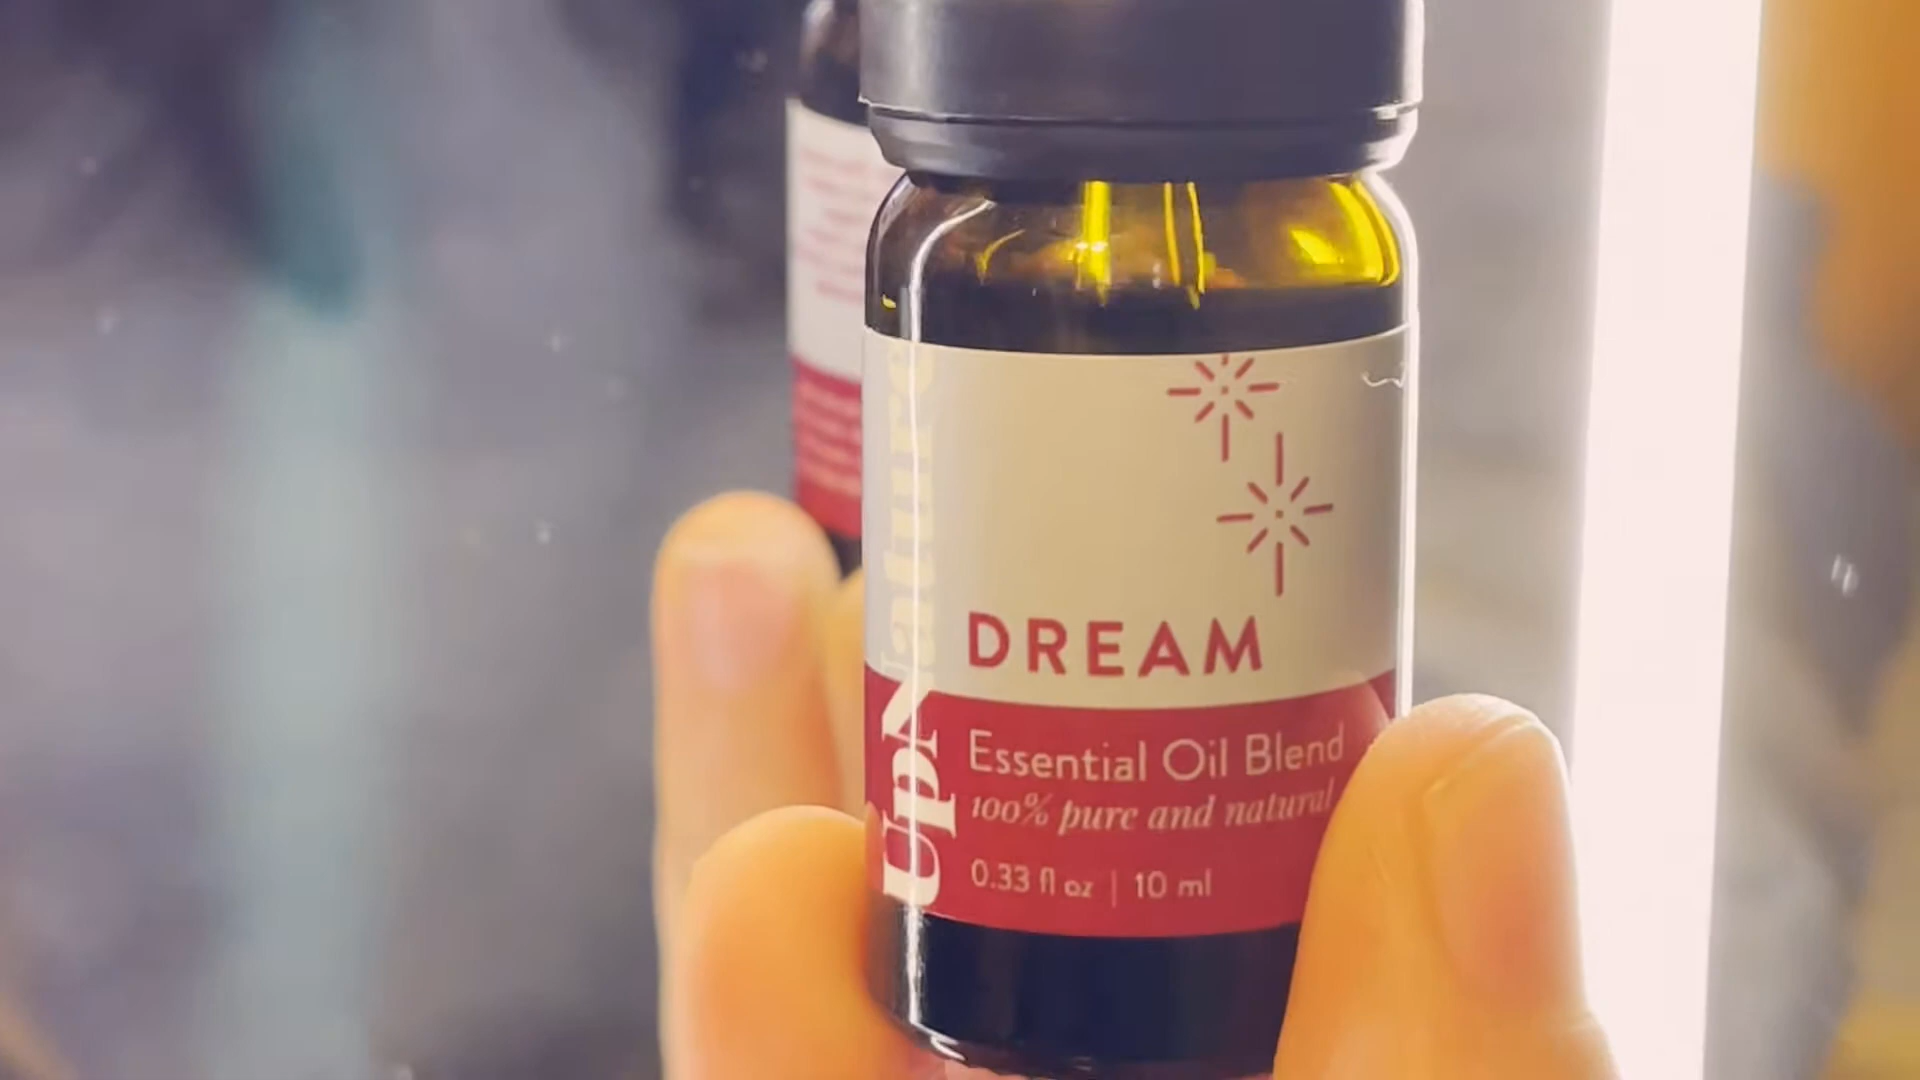 UpNature
DREAM
Essential Oil Blend
100% pure and natural
0.33 fl oz | 10 ml